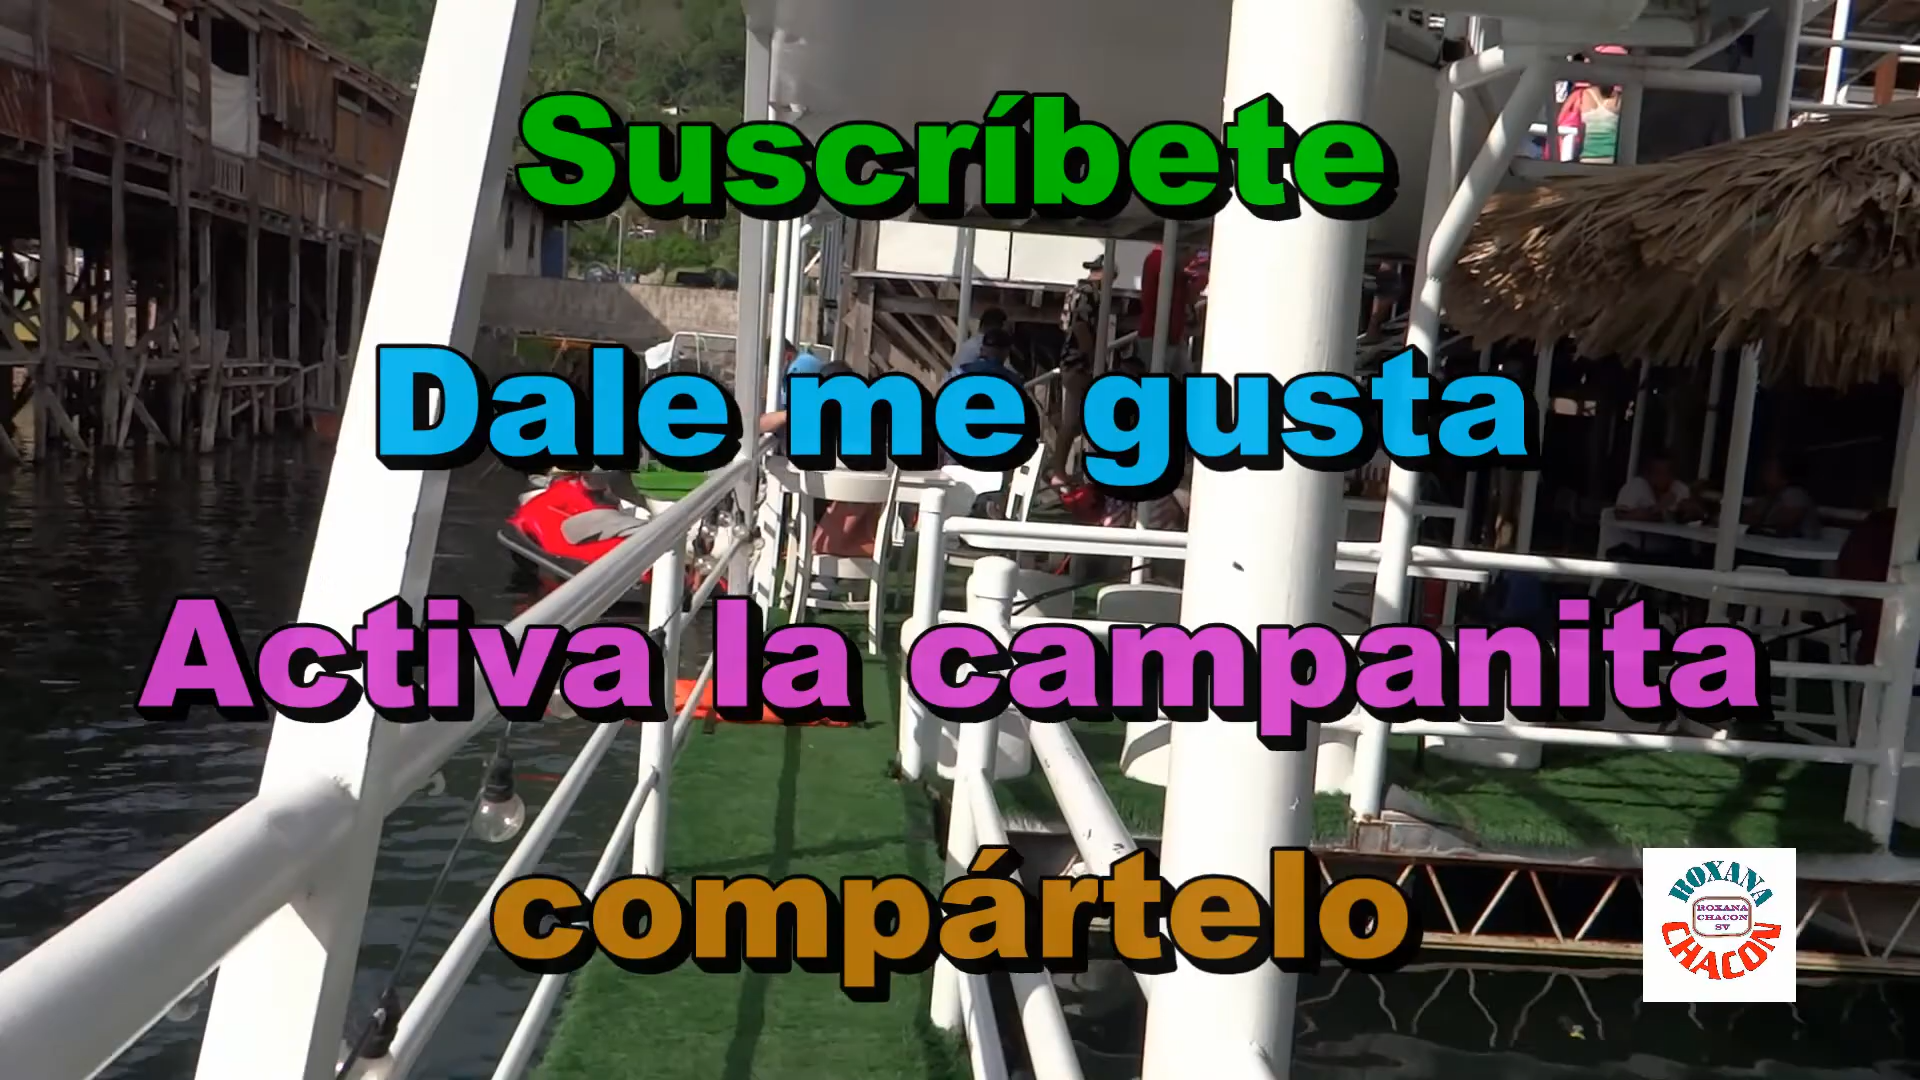 Suscríbete
Dale me gusta
Activa la campanita
compártelo
ROXANA
ROXANA
CHACON
SV
CHACON